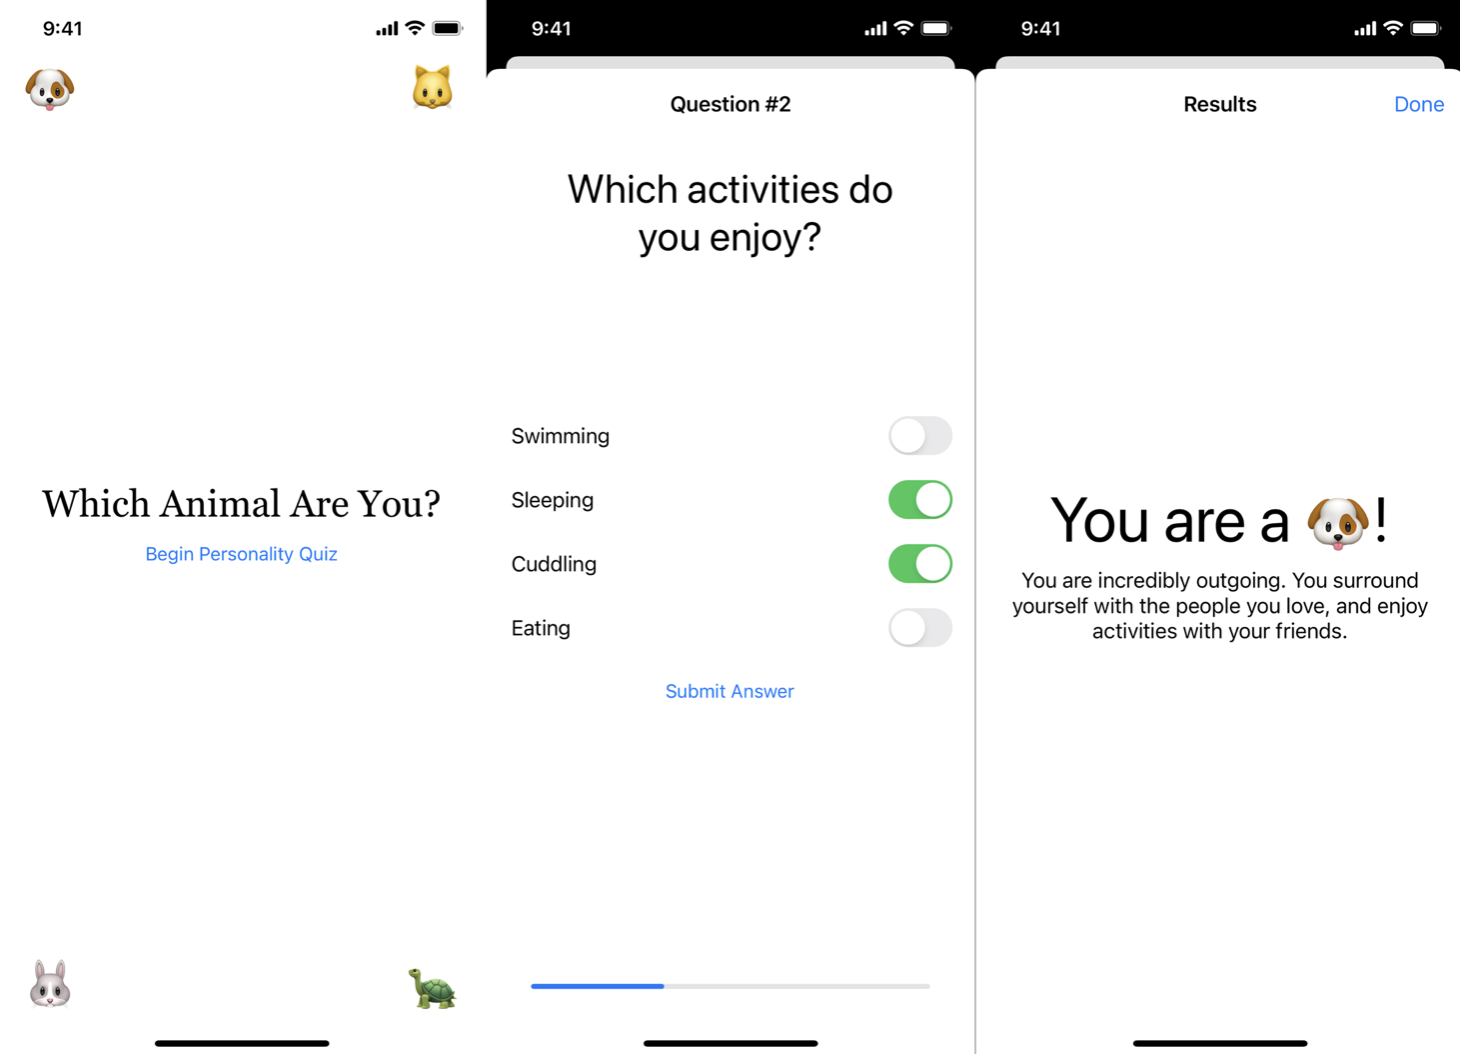 9:41
Which Animal Are You?
Begin Personality Quiz
9:41
Question #2
Which activities do
you enjoy?
Swimming
Sleeping
Cuddling
Eating
Submit Answer
9:41
Results
Done
You are a 🐶!
You are incredibly outgoing. You surround
yourself with the people you love, and enjoy
activities with your friends.